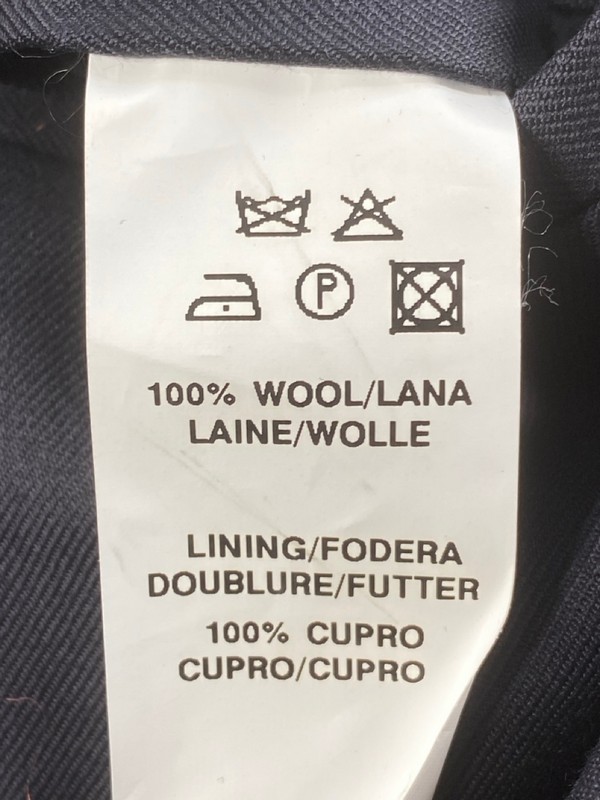 P
100% WOOL/LANA
LAINE/WOLLE
LINING/FODERA
DOUBLURE/FUTTER
100% CUPRO
CUPRO/CUPRO